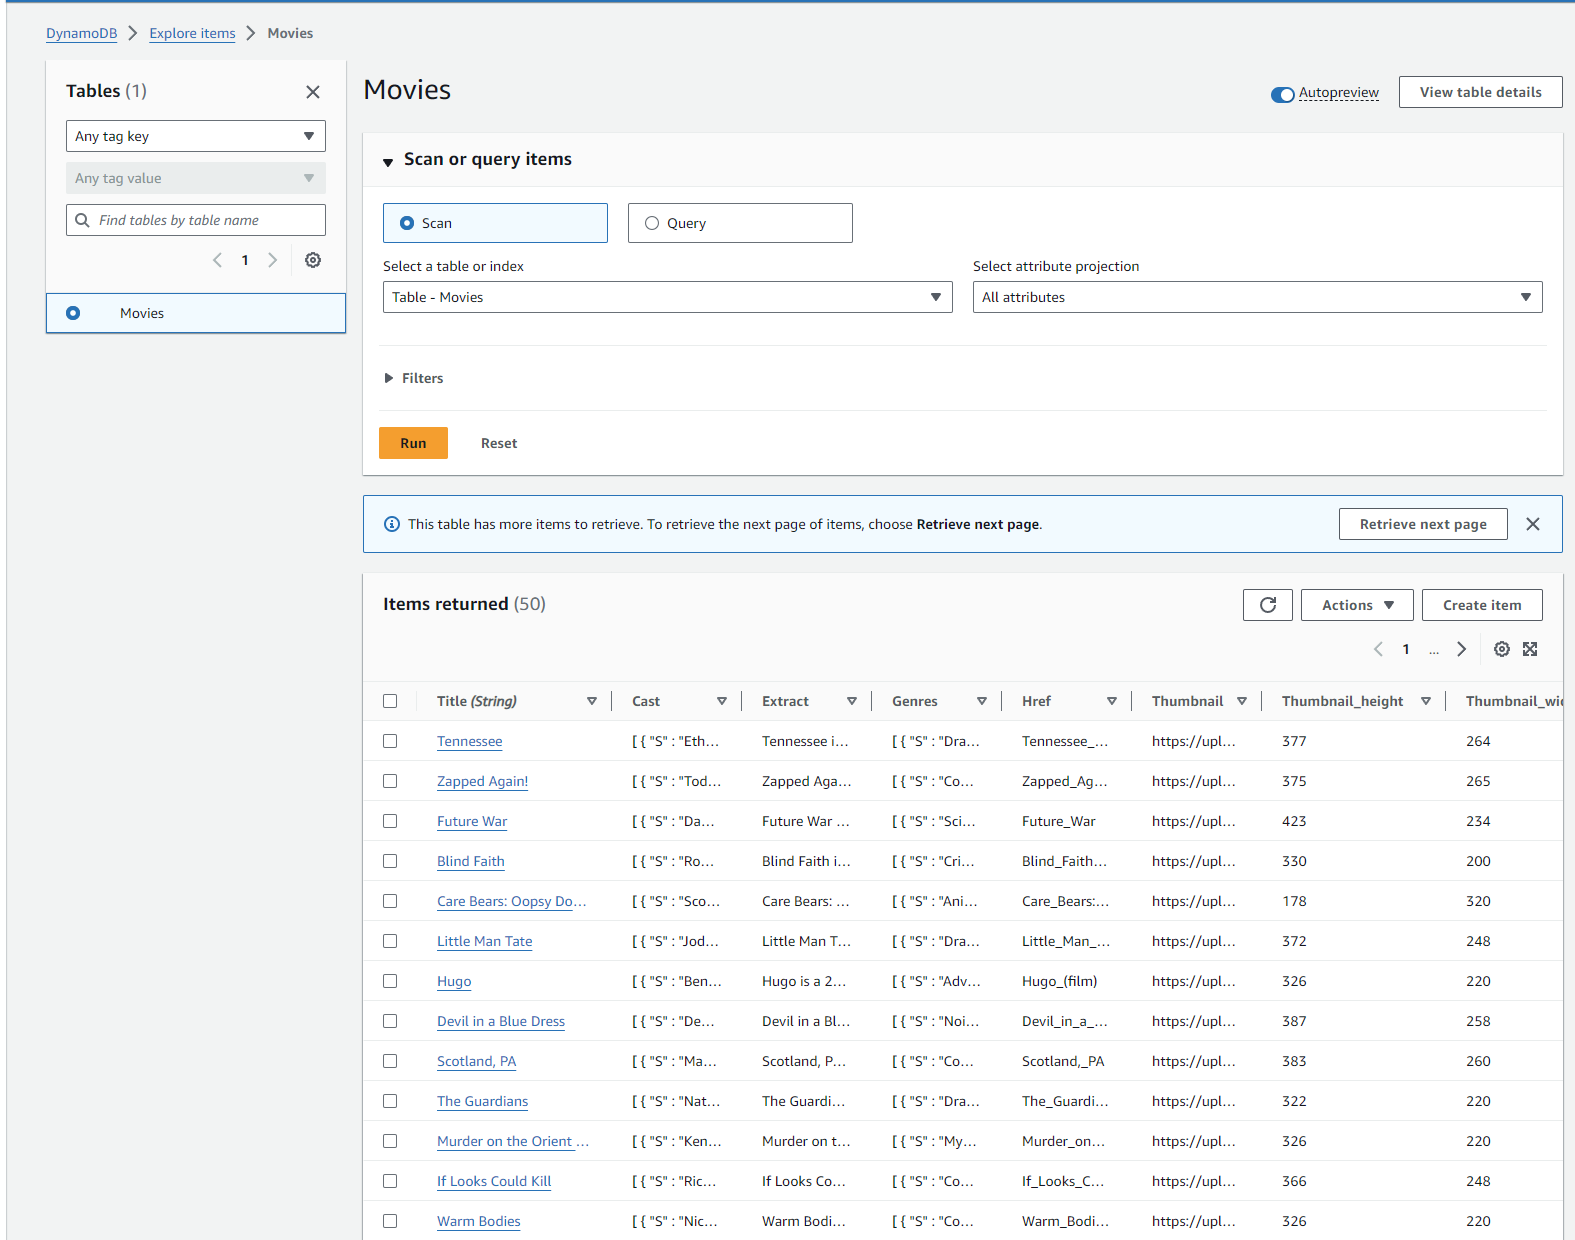 DynamoDB > Explore items > Movies
Tables (1)
Any tag key
Any tag value
Find tables by table name
1
Movies
Movies
Autopreview
View table details
Scan or query items
Scan
Query
Select a table or index
Select attribute projection
Table - Movies
All attributes
Filters
Run
Reset
This table has more items to retrieve. To retrieve the next page of items, choose Retrieve next page.
Retrieve next page
Items returned (50)
Actions
Create item
1 ...
Title (String) Cast Extract Genres Href Thumbnail Thumbnail_height Thumbnail_wid
Tennessee [ { "S" : "Eth... Tennessee i... [ { "S" : "Dra... Tennessee_... https://upl... 377 264
Zapped Again! [ { "S" : "Tod... Zapped Aga... [ { "S" : "Co... Zapped_Ag... https://upl... 375 265
Future War [ { "S" : "Da... Future War ... [ { "S" : "Sci... Future_War https://upl... 423 234
Blind Faith [ { "S" : "Ro... Blind Faith i... [ { "S" : "Cri... Blind_Faith... https://upl... 330 200
Care Bears: Oopsy Do... [ { "S" : "Sco... Care Bears: ... [ { "S" : "Ani... Care_Bears:... https://upl... 178 320
Little Man Tate [ { "S" : "Jod... Little Man T... [ { "S" : "Dra... Little_Man_... https://upl... 372 248
Hugo [ { "S" : "Ben... Hugo is a 2... [ { "S" : "Adv... Hugo_(film) https://upl... 326 220
Devil in a Blue Dress [ { "S" : "De... Devil in a Bl... [ { "S" : "Noi... Devil_in_a_... https://upl... 387 258
Scotland, PA [ { "S" : "Ma... Scotland, P... [ { "S" : "Co... Scotland,_PA https://upl... 383 260
The Guardians [ { "S" : "Nat... The Guardi... [ { "S" : "Dra... The_Guardi... https://upl... 322 220
Murder on the Orient ... [ { "S" : "Ken... Murder on t... [ { "S" : "My... Murder_on... https://upl... 326 220
If Looks Could Kill [ { "S" : "Ric... If Looks Co... [ { "S" : "Co... If_Looks_C... https://upl... 366 248
Warm Bodies [ { "S" : "Nic... Warm Bodi... [ { "S" : "Co... Warm_Bodi... https://upl... 326 220